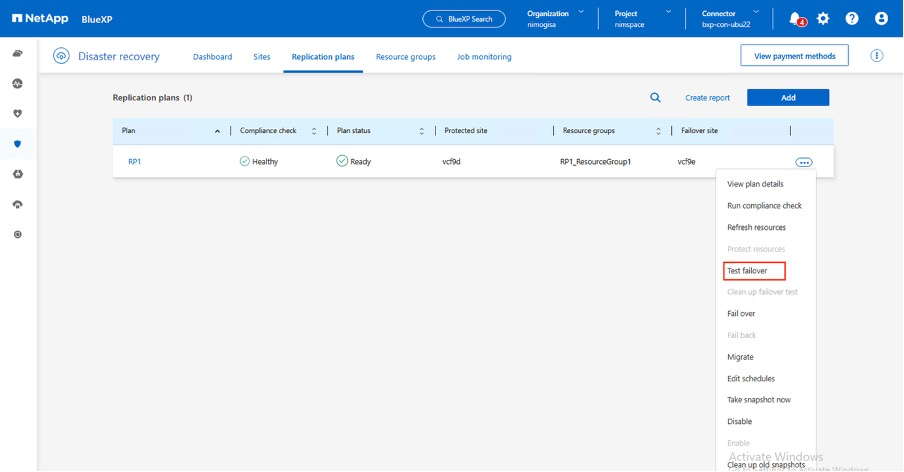 NetApp BlueXP
BlueXP Search
Organization
nimogisa
Project
nimspace
Connector
bxp-con-ubu22
4
Disaster recovery
Dashboard Sites Replication plans Resource groups Job monitoring
View payment methods
Replication plans (1)
Create report
Add
Plan Compliance check Plan status Protected site Resource groups Failover site
RP1 Healthy Ready vcf9d RP1_ResourceGroup1 vcf9e
View plan details
Run compliance check
Refresh resources
Protect resources
Test failover
Clean up failover test
Fail over
Fail back
Migrate
Edit schedules
Take snapshot now
Disable
Enable
Activate Windows
Clean up old snapshots
to activate Windows